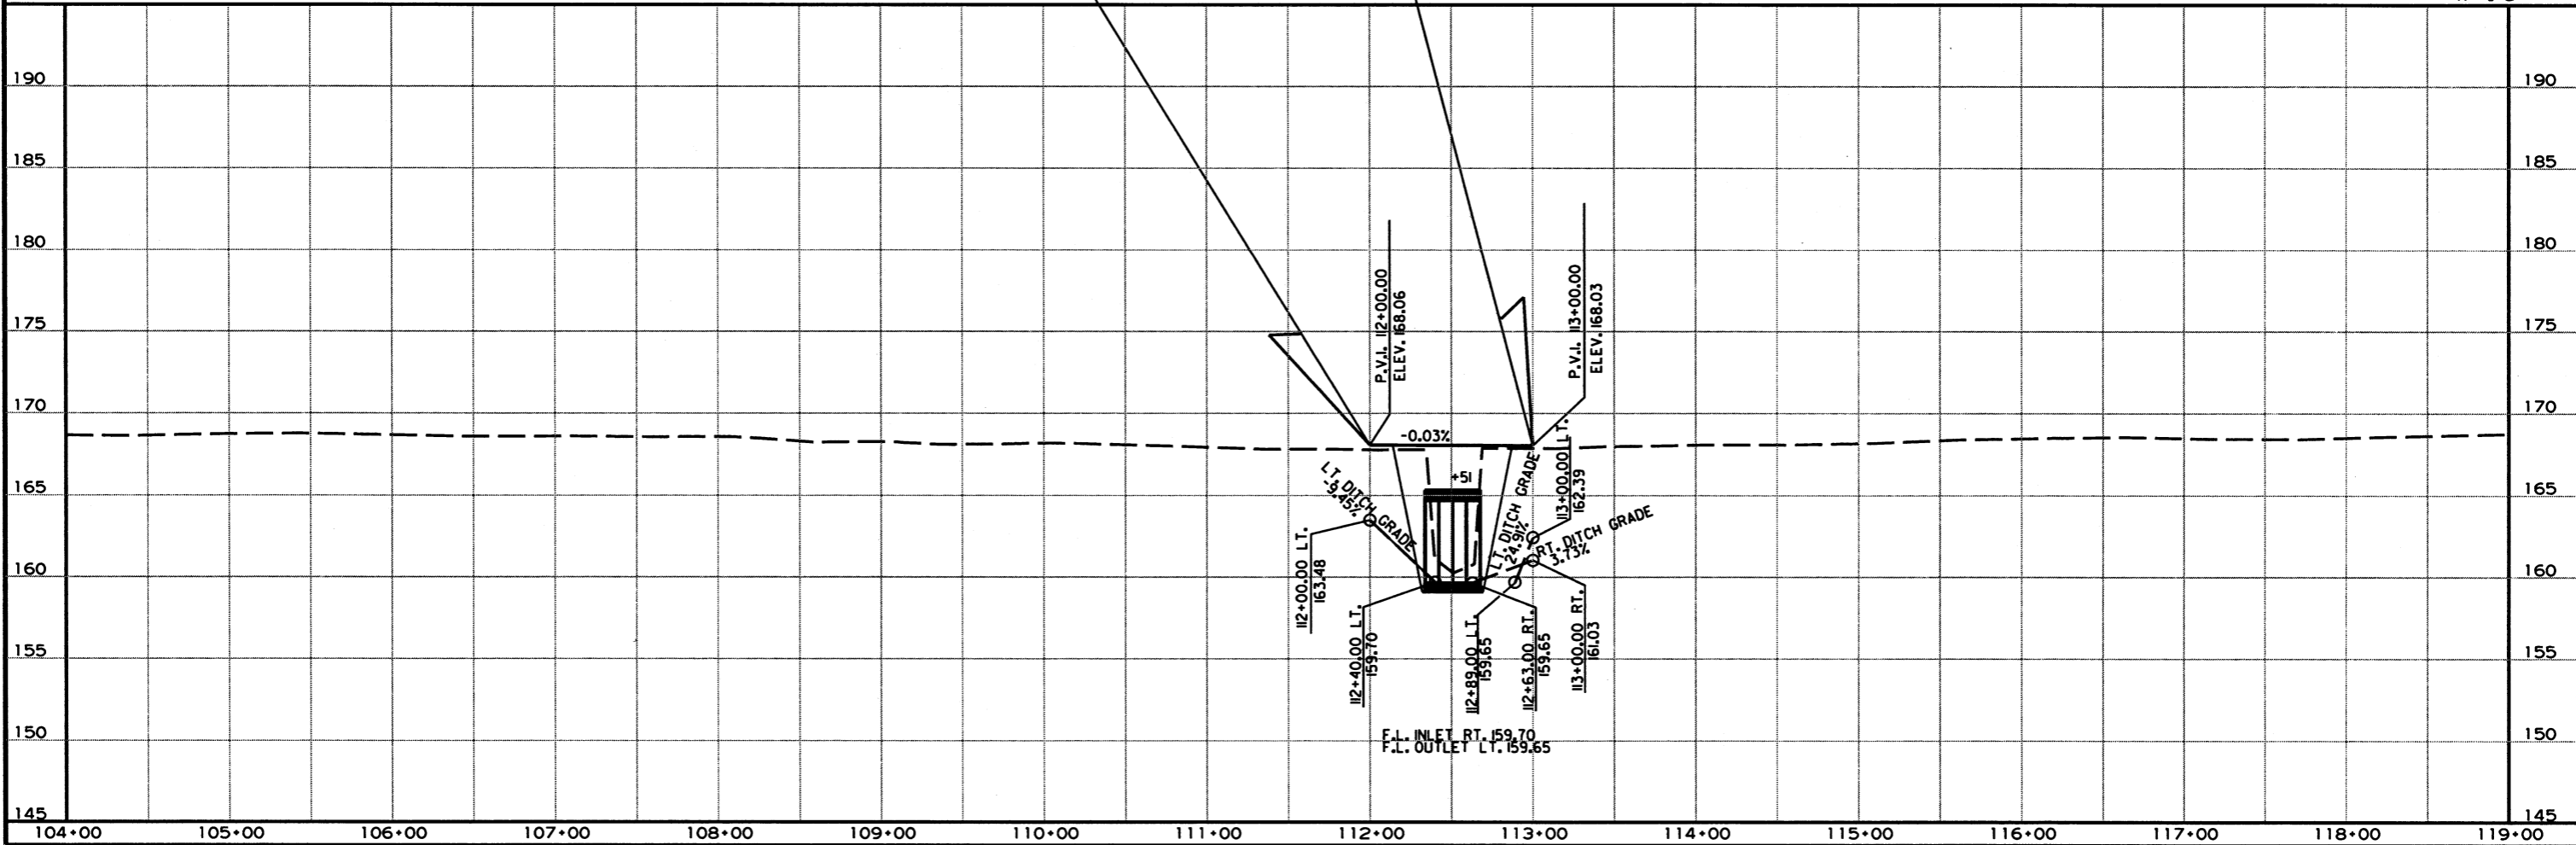 190
190
185
185
180
180
175
175
170
170
165
165
160
160
155
155
150
150
145
145
P.V.I. 112+00.00
ELEV. 168.06
P.V.I. 113+00.00
ELEV. 168.03
-0.03%
+51
LT. DITCH GRADE
-9.45%
LT. DITCH GRADE
24.91%
RT. DITCH GRADE
3.73%
113+00.00 LT.
162.39
112+00.00 LT.
163.48
112+40.00 LT.
159.70
112+89.00 LT.
159.65
112+63.00 RT.
159.65
113+00.00 RT.
161.03
F.L. INLET RT. 159.70
F.L. OUTLET LT. 159.65
104+00 105+00 106+00 107+00 108+00 109+00 110+00 111+00 112+00 113+00 114+00 115+00 116+00 117+00 118+00 119+00